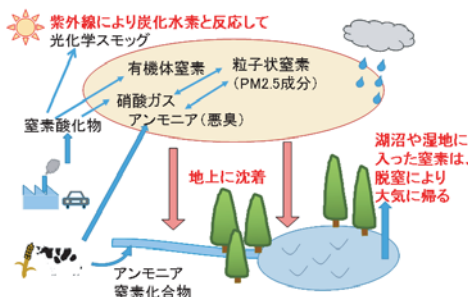 紫外線により炭化水素と反応して
光化学スモッグ
有機体窒素
粒子状窒素
(PM2.5成分)
硝酸ガス
アンモニア(悪臭)
窒素酸化物
地上に沈着
湖沼や湿地に
入った窒素は、
脱窒により
大気に帰る
アンモニア
窒素化合物